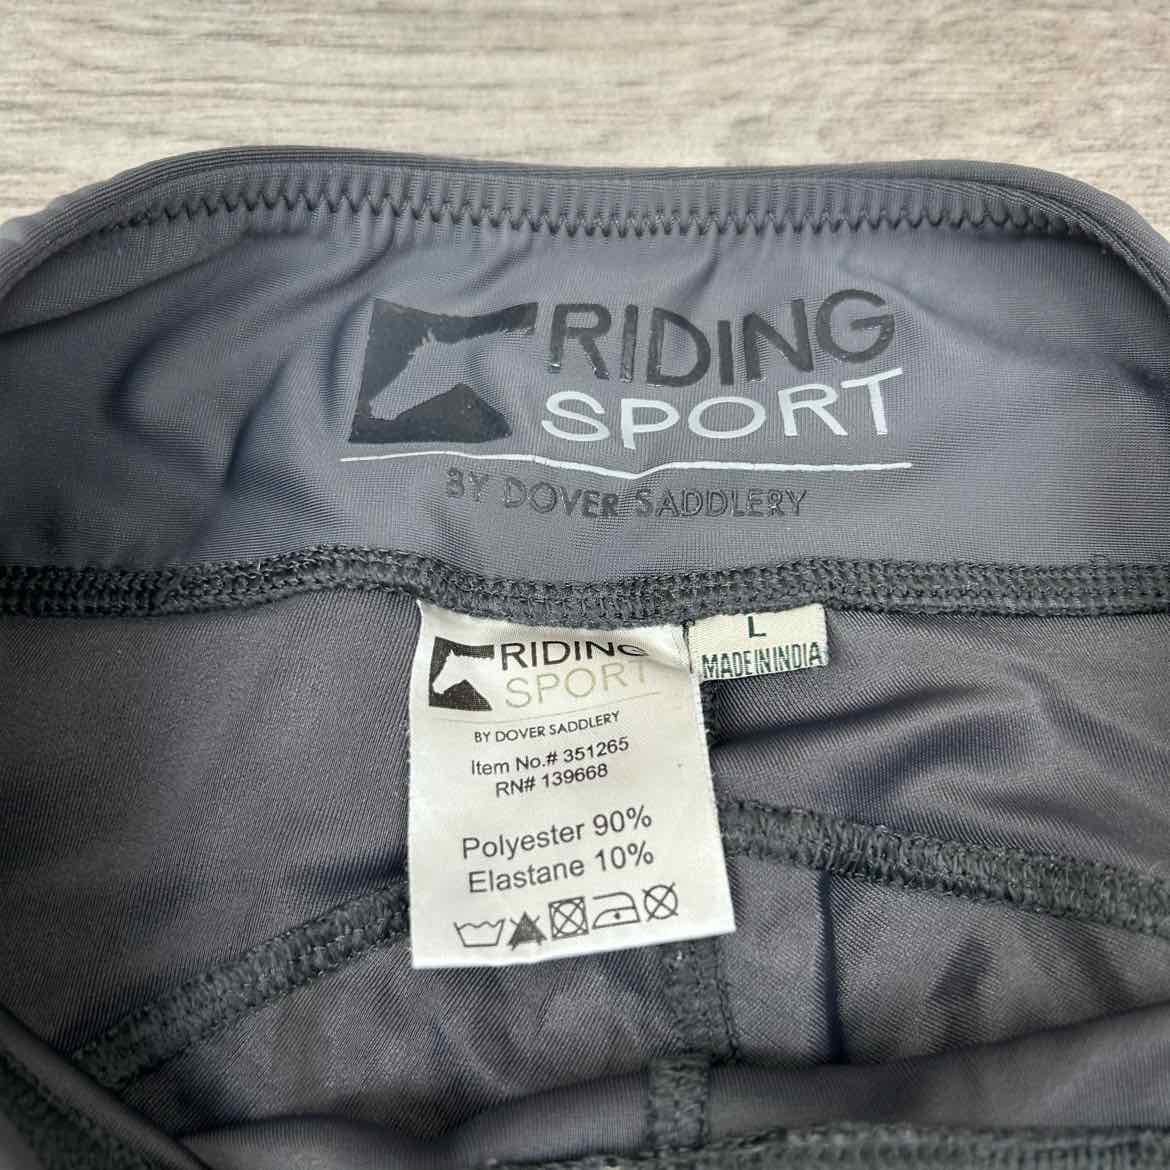 RIDING
SPORT
BY DOVER SADDLERY
RIDING
SPORT
BY DOVER SADDLERY
Item No.# 351265
RN# 139668
Polyester 90%
Elastane 10%
L
MADE IN INDIA